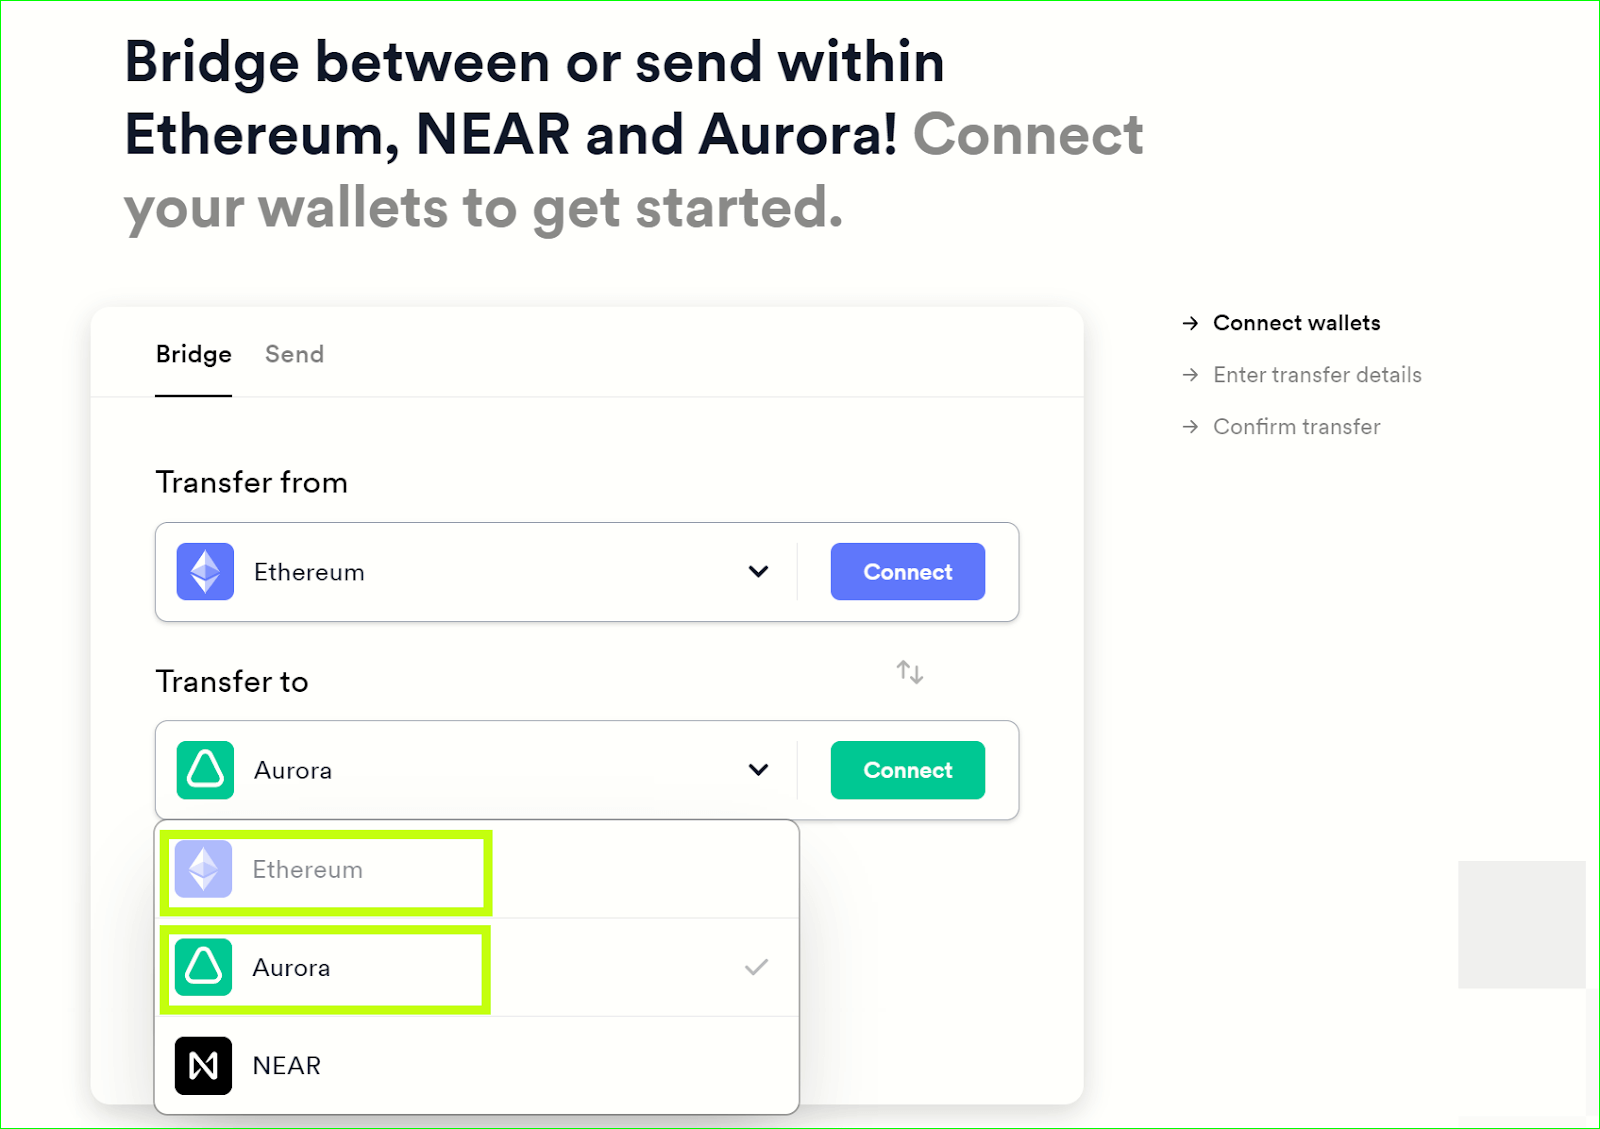 Bridge between or send within
Ethereum, NEAR and Aurora! Connect
your wallets to get started.
Bridge Send
Transfer from
Ethereum Connect
Transfer to
Aurora Connect
Ethereum
Aurora
NEAR
Connect wallets
Enter transfer details
Confirm transfer